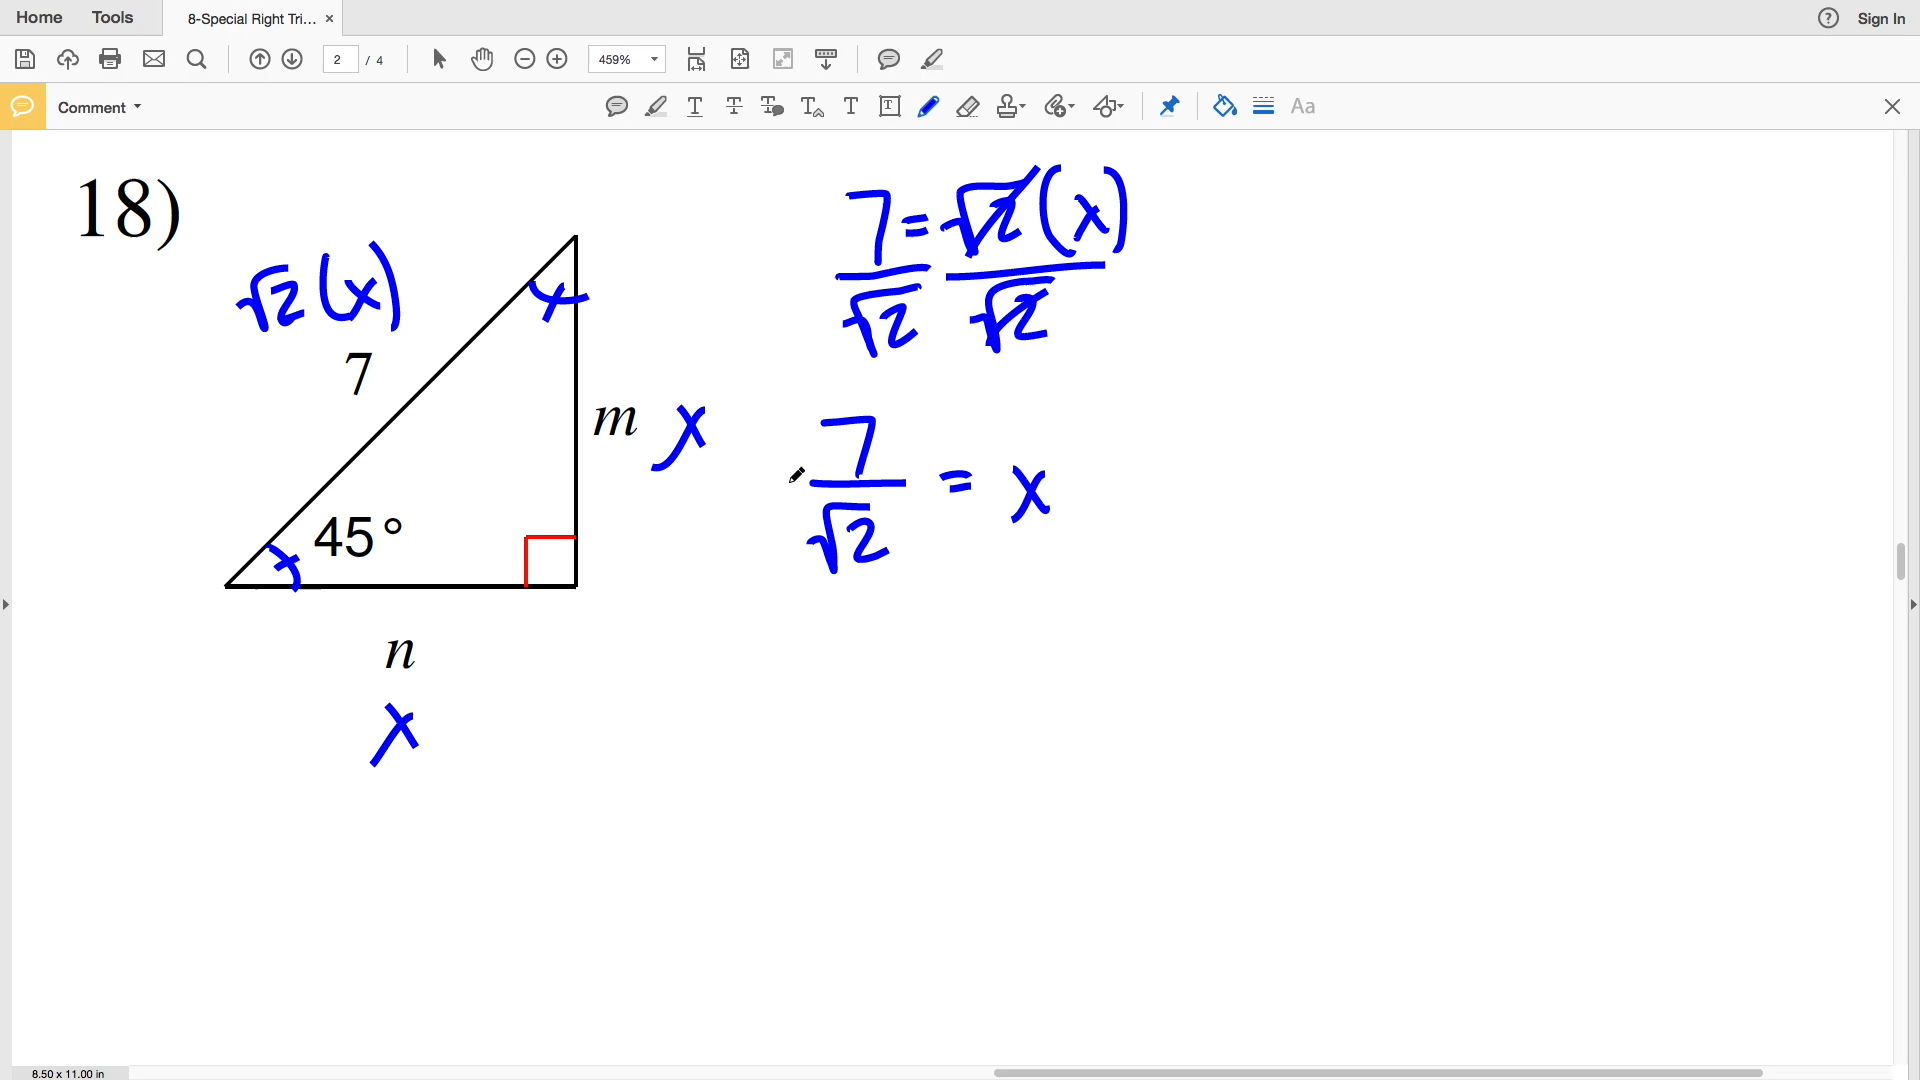 Home Tools 8-Special Right Tri... × ? Sign In
2 / 4 459%
Comment T T T T T T Aa
18)
7 = √2 (x)
√2 √2
√2 (x)
7
m x
7
√2 = x
45°
n
x
8.50 x 11.00 in